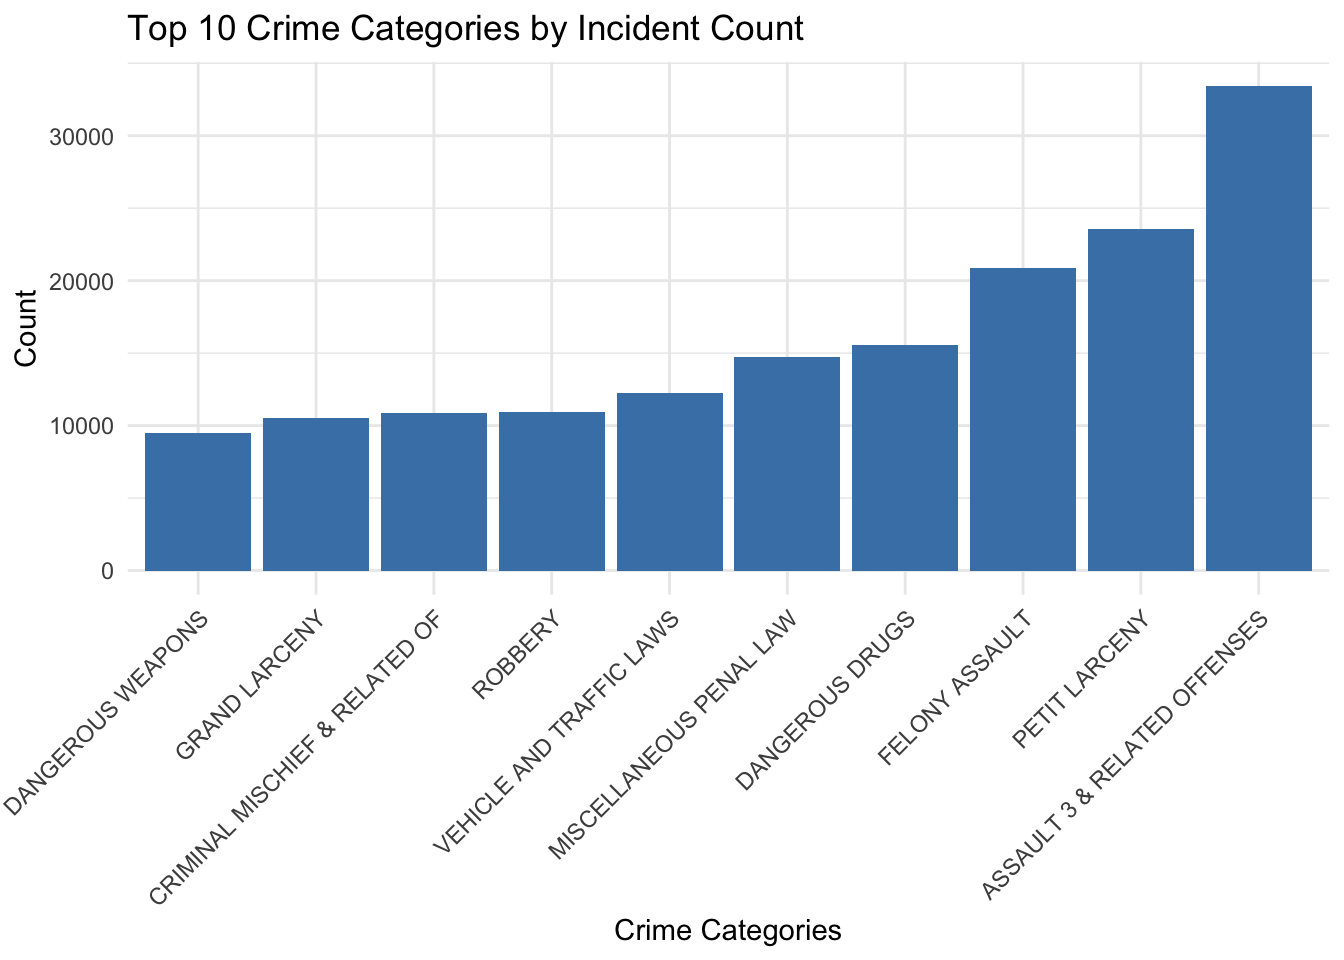 Top 10 Crime Categories by Incident Count
Count
30000
20000
10000
0
DANGEROUS WEAPONS
GRAND LARCENY
CRIMINAL MISCHIEF & RELATED OF
ROBBERY
VEHICLE AND TRAFFIC LAWS
MISCELLANEOUS PENAL LAW
DANGEROUS DRUGS
FELONY ASSAULT
PETIT LARCENY
ASSAULT 3 & RELATED OFFENSES
Crime Categories